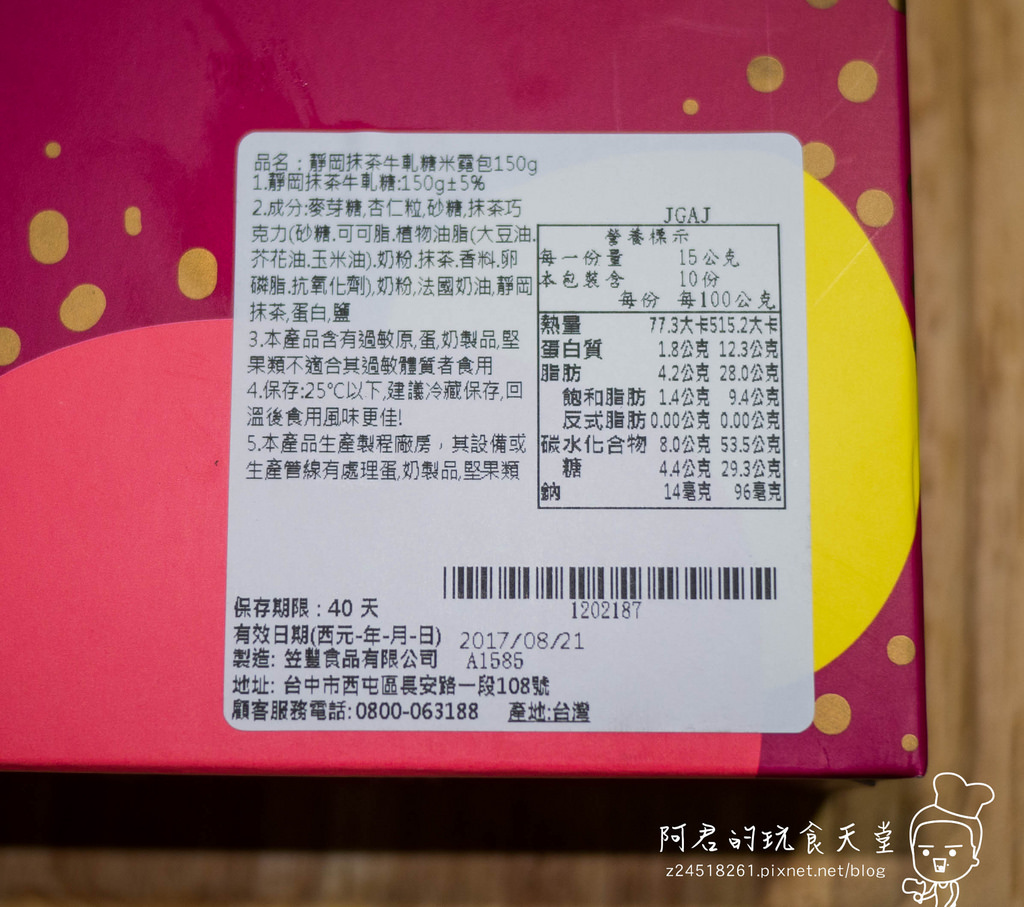 品名：靜岡抹茶牛軋糖米霓包150g
1.靜岡抹茶牛軋糖:150g±5%
2.成分:麥芽糖,杏仁粒,砂糖,抹茶巧
克力(砂糖.可可脂.植物油脂(大豆油.
芥花油.玉米油).奶粉.抹茶.香料.卵
磷脂.抗氧化劑),奶粉,法國奶油,靜岡
抹茶,蛋白,鹽
3.本產品含有過敏原,蛋,奶製品,堅
果類不適合其過敏體質者食用
4.保存:25℃以下,建議冷藏保存,回
溫後食用風味更佳!
5.本產品生產製程廠房，其設備或
生產管線有處理蛋,奶製品,堅果類
JGAJ
營養標示
每一份量 15公克
本包裝含 10份
每份 每100公克
熱量 77.3大卡515.2大卡
蛋白質 1.8公克 12.3公克
脂肪 4.2公克 28.0公克
飽和脂肪 1.4公克 9.4公克
反式脂肪 0.00公克 0.00公克
碳水化合物 8.0公克 53.5公克
糖 4.4公克 29.3公克
鈉 14毫克 96毫克
1202187
保存期限：40 天
有效日期(西元-年-月-日) 2017/08/21
製造: 笠豐食品有限公司 A1585
地址: 台中市西屯區長安路一段108號
顧客服務電話: 0800-063188 產地:台灣
阿君的玩食天堂
z24518261.pixnet.net/blog